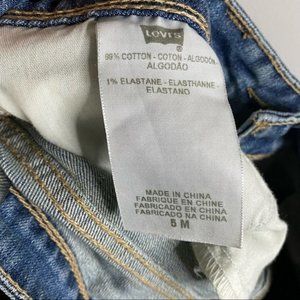 Levi's
®
99% COTTON - COTON - ALGODON
ALGODÃO
1% ELASTANE - ELASTHANNE -
ELASTANO
MADE IN CHINA
FABRIQUE EN CHINE
FABRICADO EN CHINA
FABRICADO NA CHINA
5 M